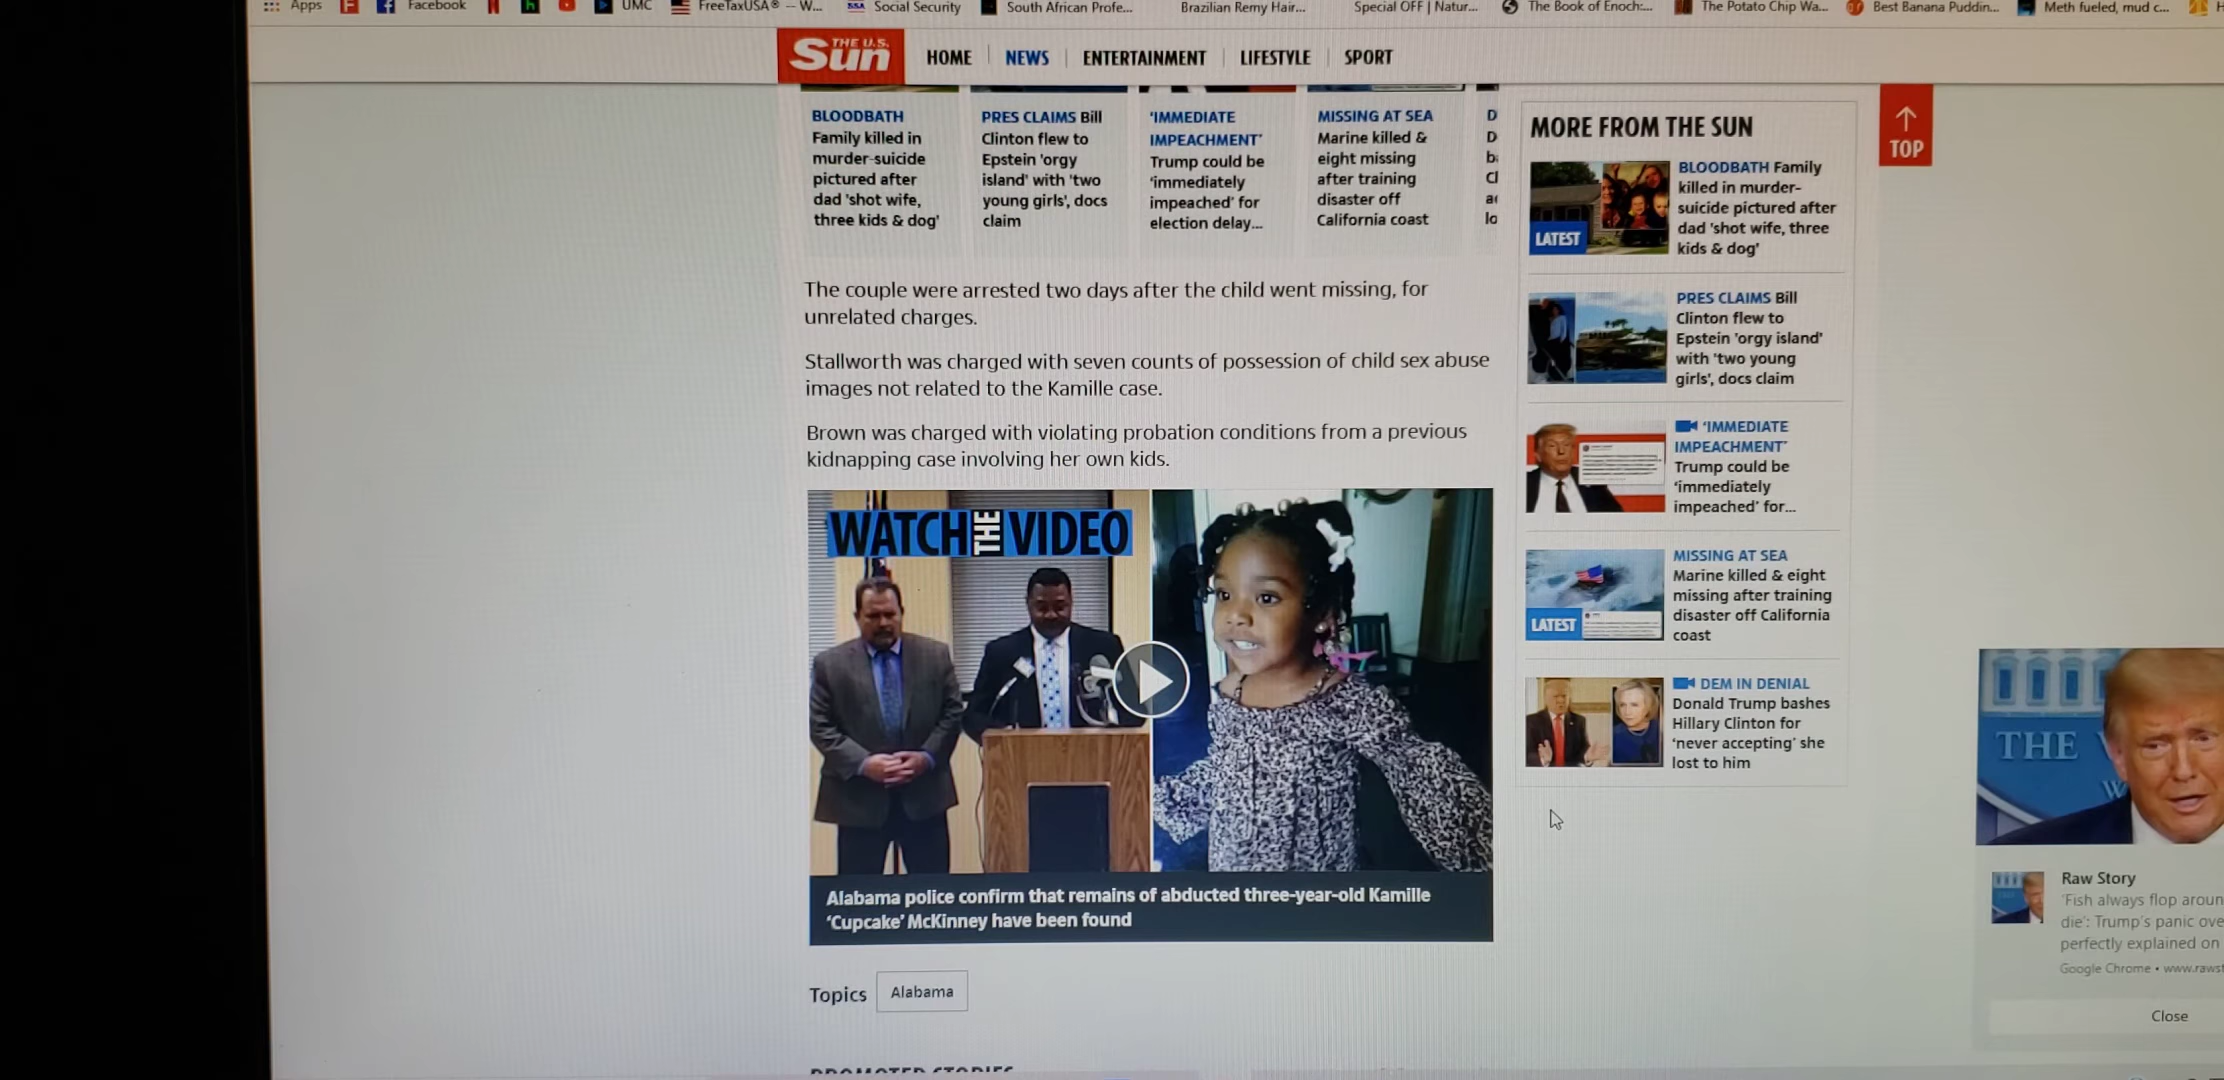 Apps
Facebook
UMC
FreeTaxUSA® -- W...
Social Security
South African Profe...
Brazilian Remy Hair...
Special OFF | Natur...
The Book of Enoch:...
The Potato Chip Wa...
Best Banana Puddin...
Meth fueled, mud c...
THE U.S.
Sun
HOME
NEWS
ENTERTAINMENT
LIFESTYLE
SPORT
BLOODBATH
Family killed in
murder-suicide
pictured after
dad 'shot wife,
three kids & dog'
PRES CLAIMS Bill
Clinton flew to
Epstein 'orgy
island' with 'two
young girls', docs
claim
'IMMEDIATE
IMPEACHMENT'
Trump could be
'immediately
impeached' for
election delay...
MISSING AT SEA
Marine killed &
eight missing
after training
disaster off
California coast
The couple were arrested two days after the child went missing, for
unrelated charges.
Stallworth was charged with seven counts of possession of child sex abuse
images not related to the Kamille case.
Brown was charged with violating probation conditions from a previous
kidnapping case involving her own kids.
WATCH THE VIDEO
Alabama police confirm that remains of abducted three-year-old Kamille
'Cupcake' McKinney have been found
Topics
Alabama
MORE FROM THE SUN
LATEST
BLOODBATH Family
killed in murder-
suicide pictured after
dad 'shot wife, three
kids & dog'
PRES CLAIMS Bill
Clinton flew to
Epstein 'orgy island'
with 'two young
girls', docs claim
'IMMEDIATE
IMPEACHMENT'
Trump could be
'immediately
impeached' for...
LATEST
MISSING AT SEA
Marine killed & eight
missing after training
disaster off California
coast
DEM IN DENIAL
Donald Trump bashes
Hillary Clinton for
'never accepting' she
lost to him
TOP
THE
Raw Story
'Fish always flop
die': Trump's panic
perfectly explained on
Google Chrome •
Close